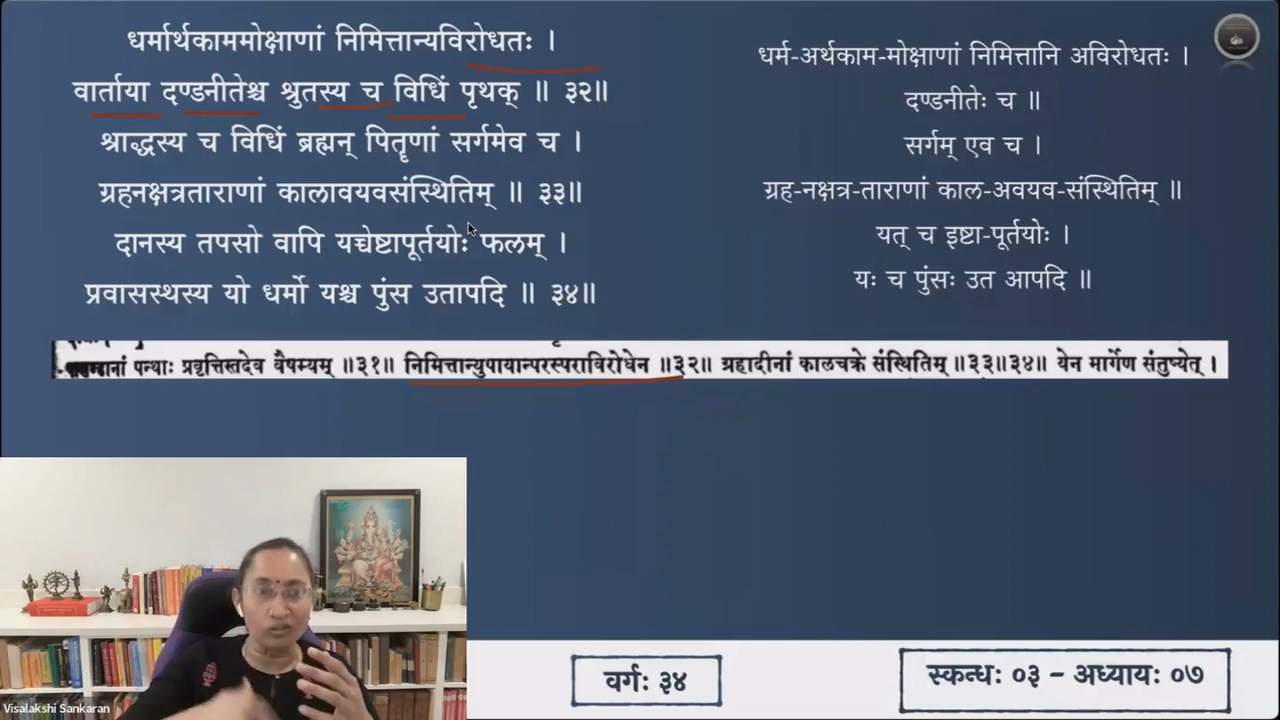 धर्मार्थकाममोक्षाणां निमित्तान्यविरोधतः ।
वार्ताया दण्डनीतेश्च श्रुतस्य च विधिं पृथक् ॥ ३२॥
श्राद्धस्य च विधिं ब्रह्मन् पितॄणां सर्गमेव च ।
ग्रहनक्षत्रताराणां कालावयवसंस्थितिम् ॥ ३३॥
दानस्य तपसो वापि यच्चेष्टापूर्तयोः फलम् ।
प्रवासस्थस्य यो धर्मो यश्च पुंस उतापदि ॥ ३४॥
धर्म-अर्थकाम-मोक्षाणां निमित्तानि अविरोधतः ।
दण्डनीतेः च ॥
सर्गम् एव च ।
ग्रह-नक्षत्र-ताराणां काल-अवयव-संस्थितिम् ॥
यत् च इष्टा-पूर्तयोः ।
यः च पुंसः उत आपदि ॥
पन्थाः प्रवृत्तिस्तदेव वैषम्यम् ॥३१॥ निमित्तान्युपायान्परस्पराविरोधेन ॥३२॥ ग्रहादीनां कालचक्रे संस्थितिम् ॥३३॥३४॥ येन मार्गेण संतुष्येत् ।
Visalakshi Sankaran
वर्गः ३४
स्कन्धः ०३ – अध्यायः ०७